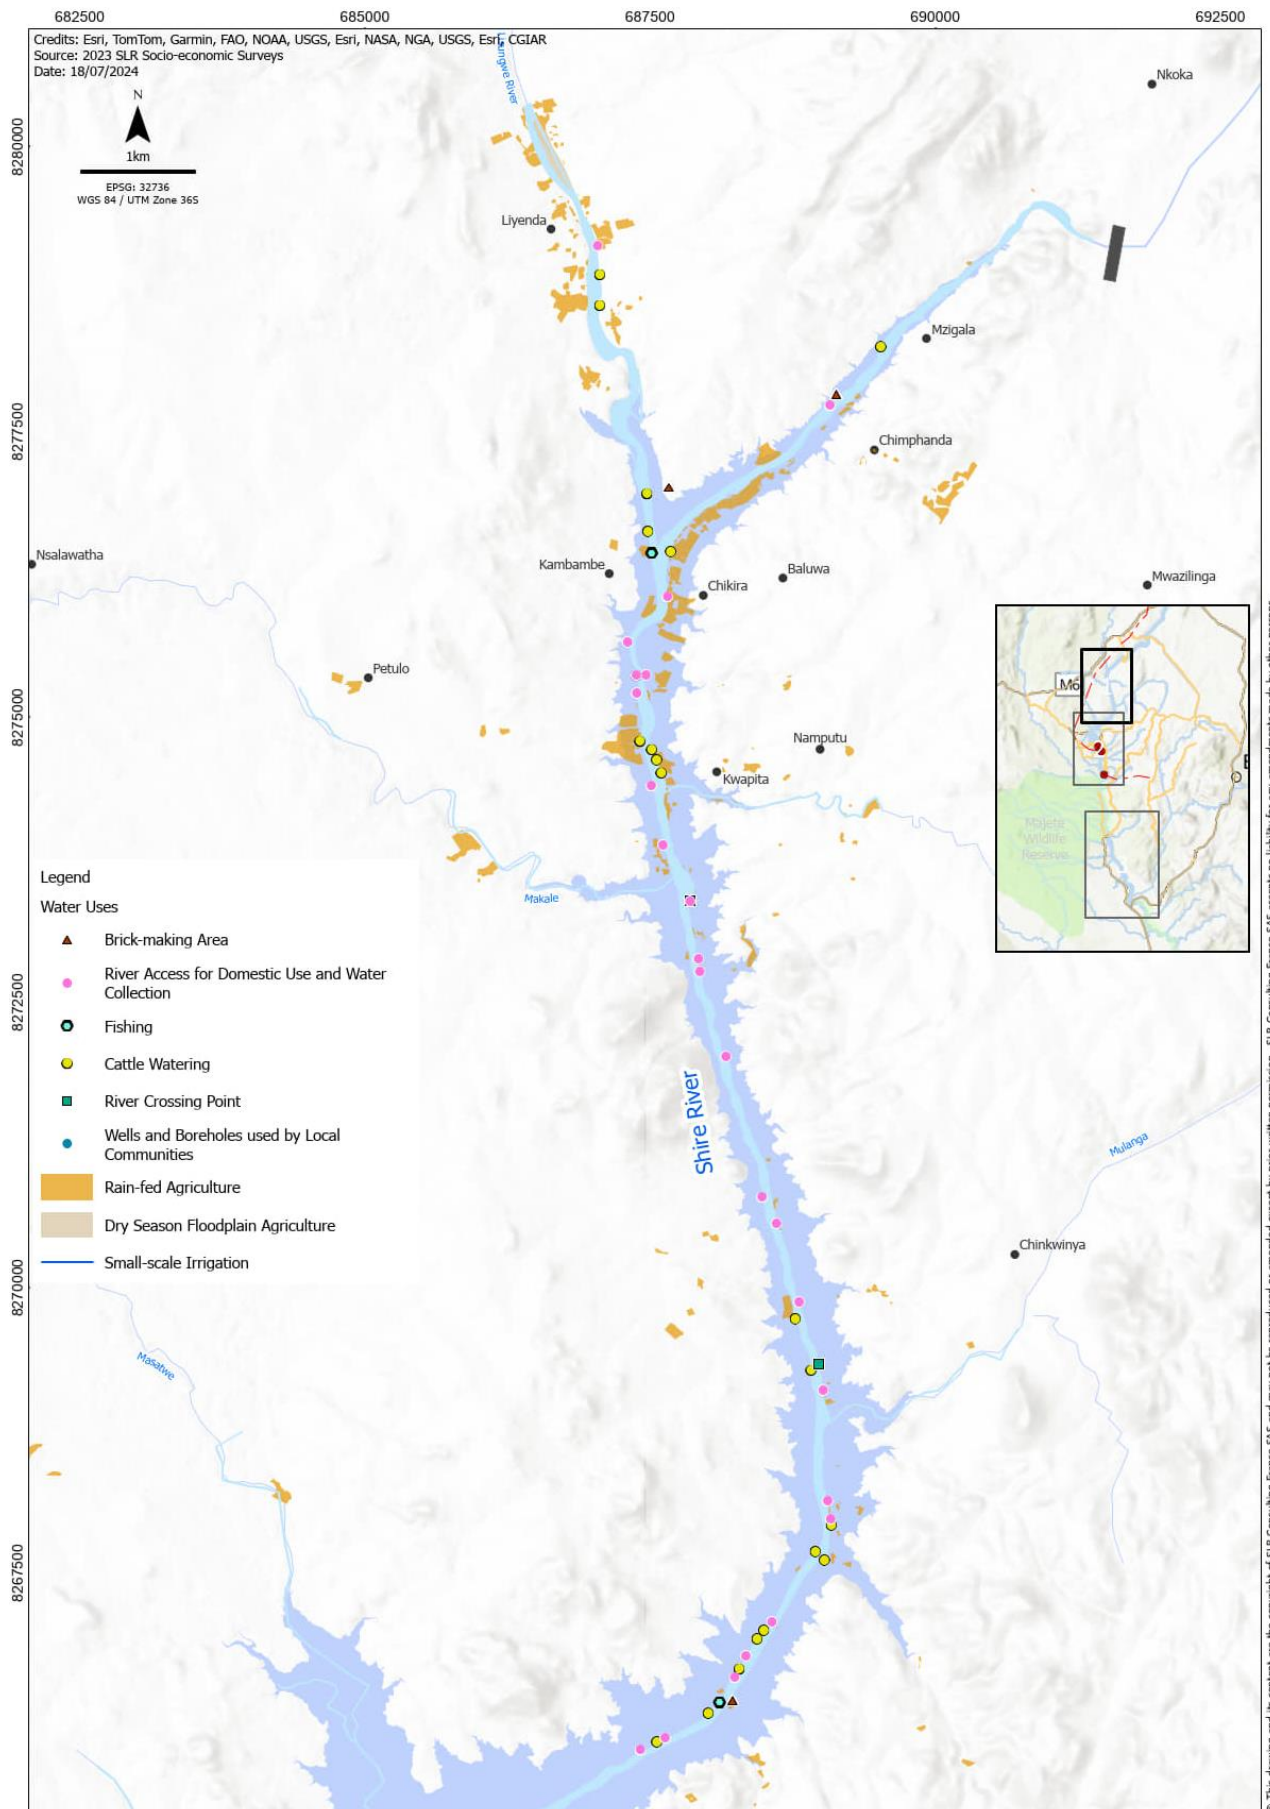 682500 685000 687500 690000 692500
Credits: Esri, TomTom, Garmin, FAO, NOAA, USGS, Esri, NASA, NGA, USGS, Esri, CGIAR
Source: 2023 SLR Socio-economic Surveys
Date: 18/07/2024
N
1km
EPSG: 32736
WGS 84 / UTM Zone 36S
River
Nkoka
8280000
Liyenda
Mzigala
8277500
Chimphanda
Nsalawatha
Kambambe
Baluwa
Chikira
Mwazilinga
Petulo
8275000
Namputu
Kwapita
Mo
E
Majete
Wildlife
Reserve
Makale
Legend
Water Uses
Brick-making Area
River Access for Domestic Use and Water
Collection
Fishing
Cattle Watering
River Crossing Point
Wells and Boreholes used by Local
Communities
Rain-fed Agriculture
Dry Season Floodplain Agriculture
Small-scale Irrigation
8272500
Shire River
Mulanga
Chinkwinya
8270000
Masatwe
8267500